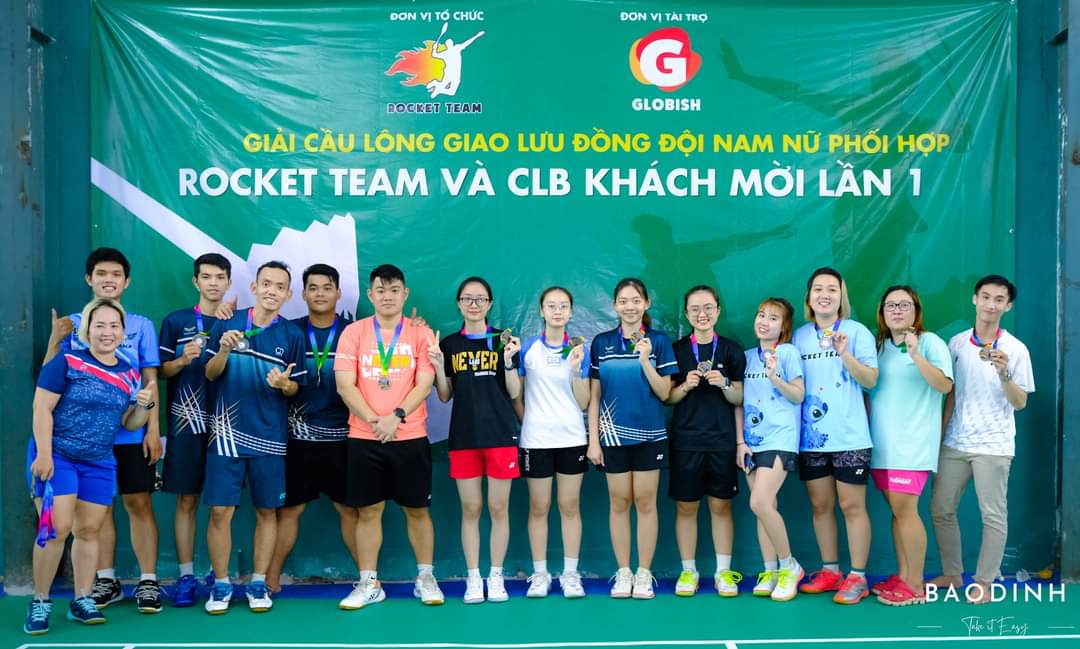 ĐƠN VỊ TỔ CHỨC
ĐƠN VỊ TÀI TRỢ
ROCKET TEAM
G
GLOBISH
GIẢI CẦU LÔNG GIAO LƯU ĐỒNG ĐỘI NAM NỮ PHỐI HỢP
ROCKET TEAM VÀ CLB KHÁCH MỜI LẦN 1
NEVER
BAODINH
Take it Easy